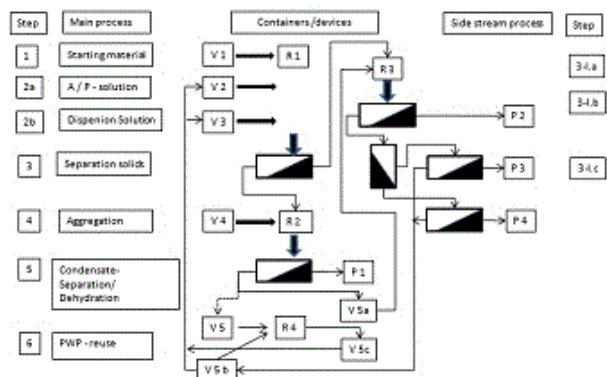 Step Main process Containers/devices Side stream process Step
1 Starting material V 1 R 1 R 3 3-I.a
2a A / P - solution V 2
3-I.b
2b Dispenion Solution V 3 P 2
3 Separation solids P 3 3-I.c
4 Aggregation V 4 R 2 P 4
5 Condensate-
Separation/
Dehydration
P 1
V 5a
V 5 R 4
6 PWP - reuse V 5c
V 5 b